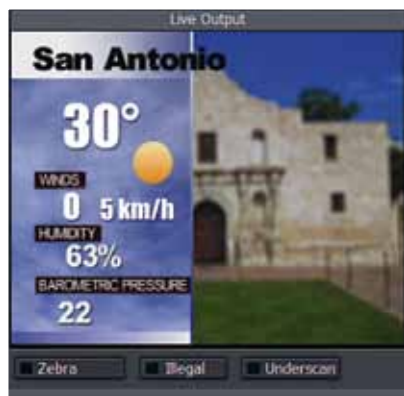 Live Output
San Antonio
30°
WINDS
0 5 km/h
HUMIDITY
63%
BAROMETRIC PRESSURE
22
Zebra Illegal Underscan